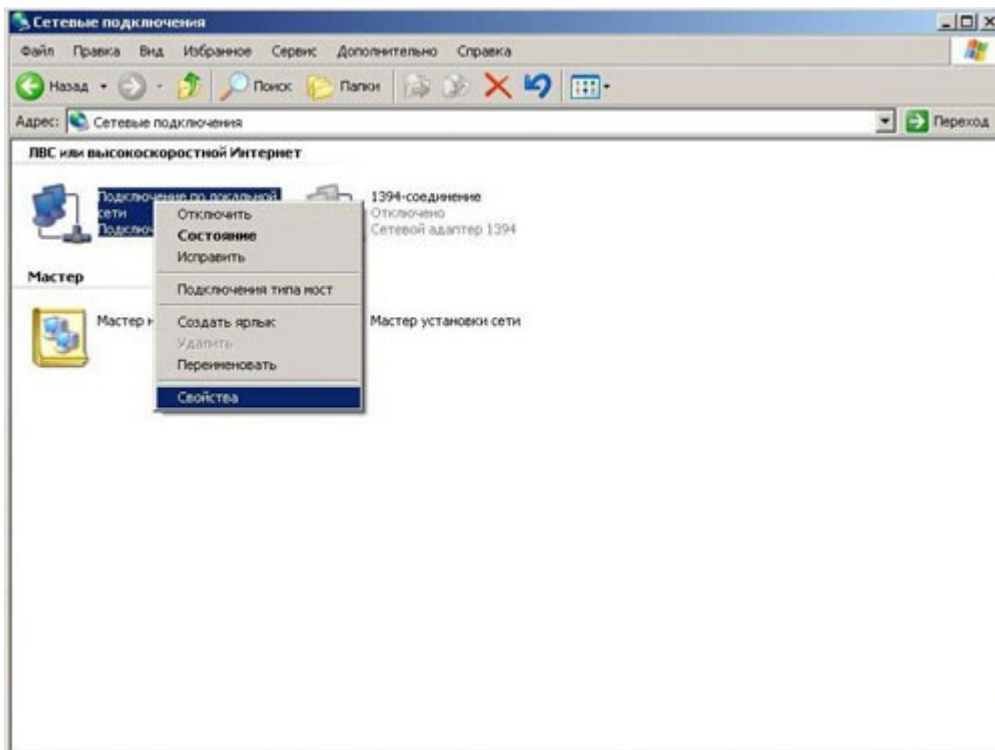 Сетевые подключения
Файл Правка Вид Избранное Сервис Дополнительно Справка
Назад Поиск Папки
Адрес: Сетевые подключения Переход
ЛВС или высокоскоростной Интернет
Подключение по локальной
сети
1394-соединение
Отключено
Сетевой адаптер 1394
Отключить
Состояние
Исправить
Подключения типа мост
Создать ярлык
Удалить
Переименовать
Свойства
Мастер
Мастер
Мастер установки сети